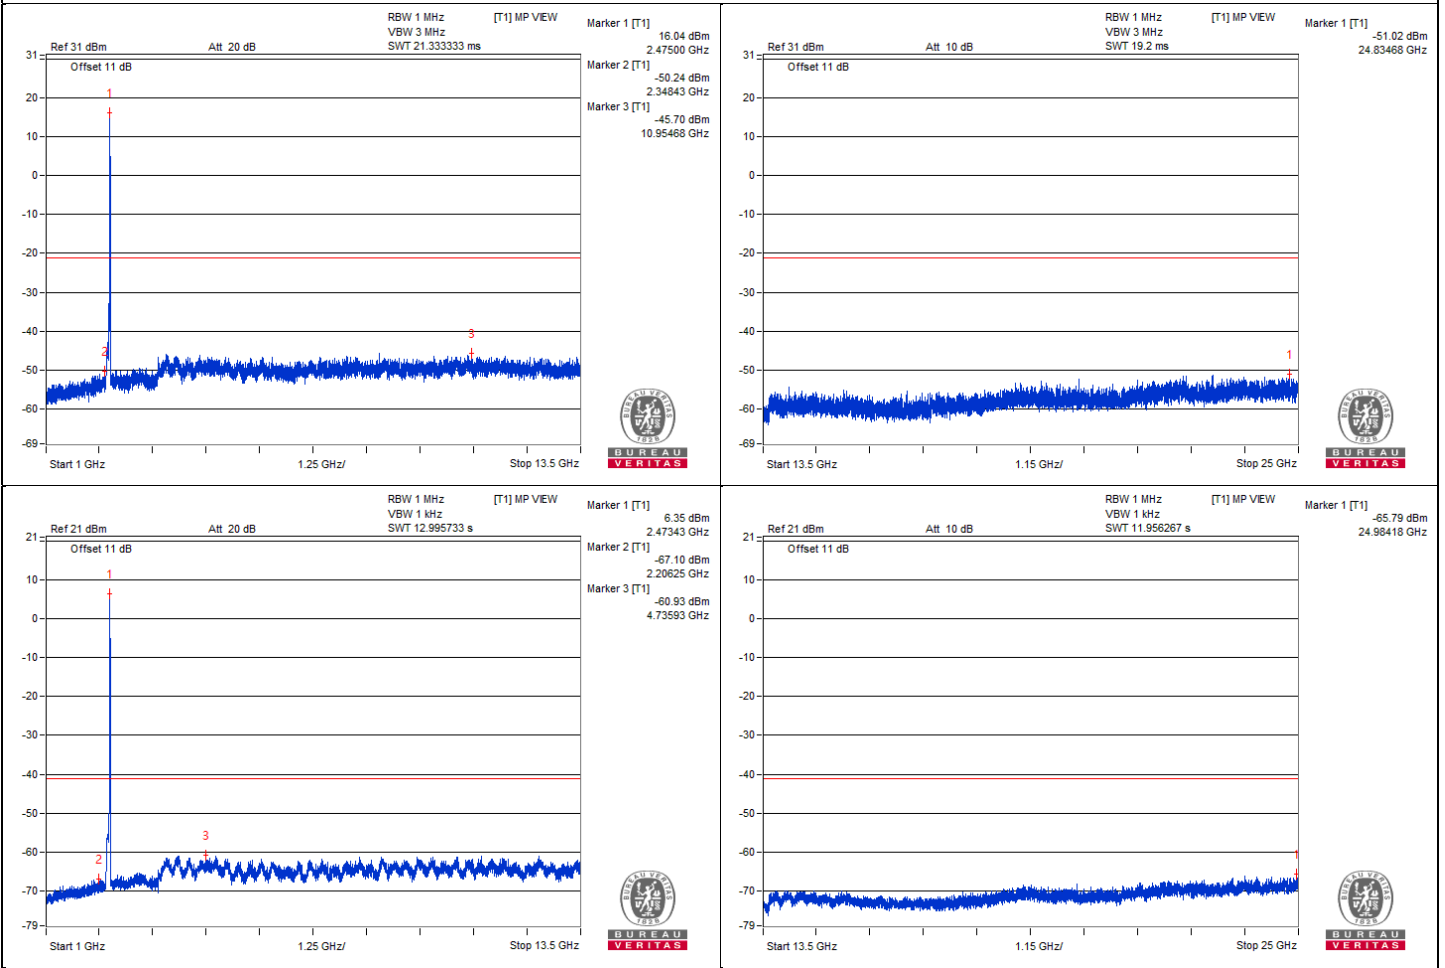 RBW 1 MHz [T1] MP VIEW
VBW 3 MHz
Ref 31 dBm Att 20 dB SWT 21.333333 ms
Marker 1 [T1]
16.04 dBm
2.47500 GHz
Marker 2 [T1]
-50.24 dBm
2.34843 GHz
Marker 3 [T1]
-45.70 dBm
10.95468 GHz
Offset 11 dB
31
20
10
0
-10
-20
-30
-40
-50
-60
-69
1
2
3
Start 1 GHz 1.25 GHz/ Stop 13.5 GHz
BUREAU VERITAS
1828
BUREAU
VERITAS
RBW 1 MHz [T1] MP VIEW
VBW 3 MHz
Ref 31 dBm Att 10 dB SWT 19.2 ms
Marker 1 [T1]
-51.02 dBm
24.83468 GHz
Offset 11 dB
31
20
10
0
-10
-20
-30
-40
-50
-60
-69
1
Start 13.5 GHz 1.15 GHz/ Stop 25 GHz
BUREAU VERITAS
1828
BUREAU
VERITAS
RBW 1 MHz [T1] MP VIEW
VBW 1 kHz
Ref 21 dBm Att 20 dB SWT 12.995733 s
Marker 1 [T1]
6.35 dBm
2.47343 GHz
Marker 2 [T1]
-67.10 dBm
2.20625 GHz
Marker 3 [T1]
-60.93 dBm
4.73593 GHz
Offset 11 dB
21
10
0
-10
-20
-30
-40
-50
-60
-70
-79
1
2
3
Start 1 GHz 1.25 GHz/ Stop 13.5 GHz
BUREAU VERITAS
1828
BUREAU
VERITAS
RBW 1 MHz [T1] MP VIEW
VBW 1 kHz
Ref 21 dBm Att 10 dB SWT 11.956267 s
Marker 1 [T1]
-65.79 dBm
24.98418 GHz
Offset 11 dB
21
10
0
-10
-20
-30
-40
-50
-60
-70
-79
1
Start 13.5 GHz 1.15 GHz/ Stop 25 GHz
BUREAU VERITAS
1828
BUREAU
VERITAS